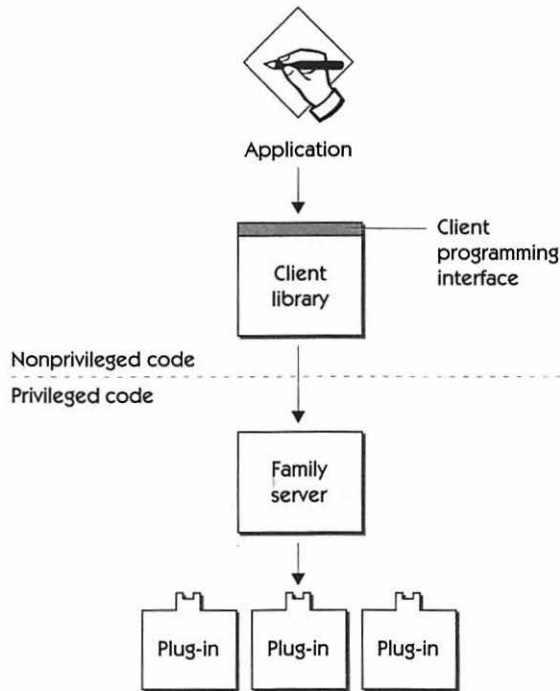 Application
Client
programming
interface
Client
library
Nonprivileged code
Privileged code
Family
server
Plug-in
Plug-in
Plug-in